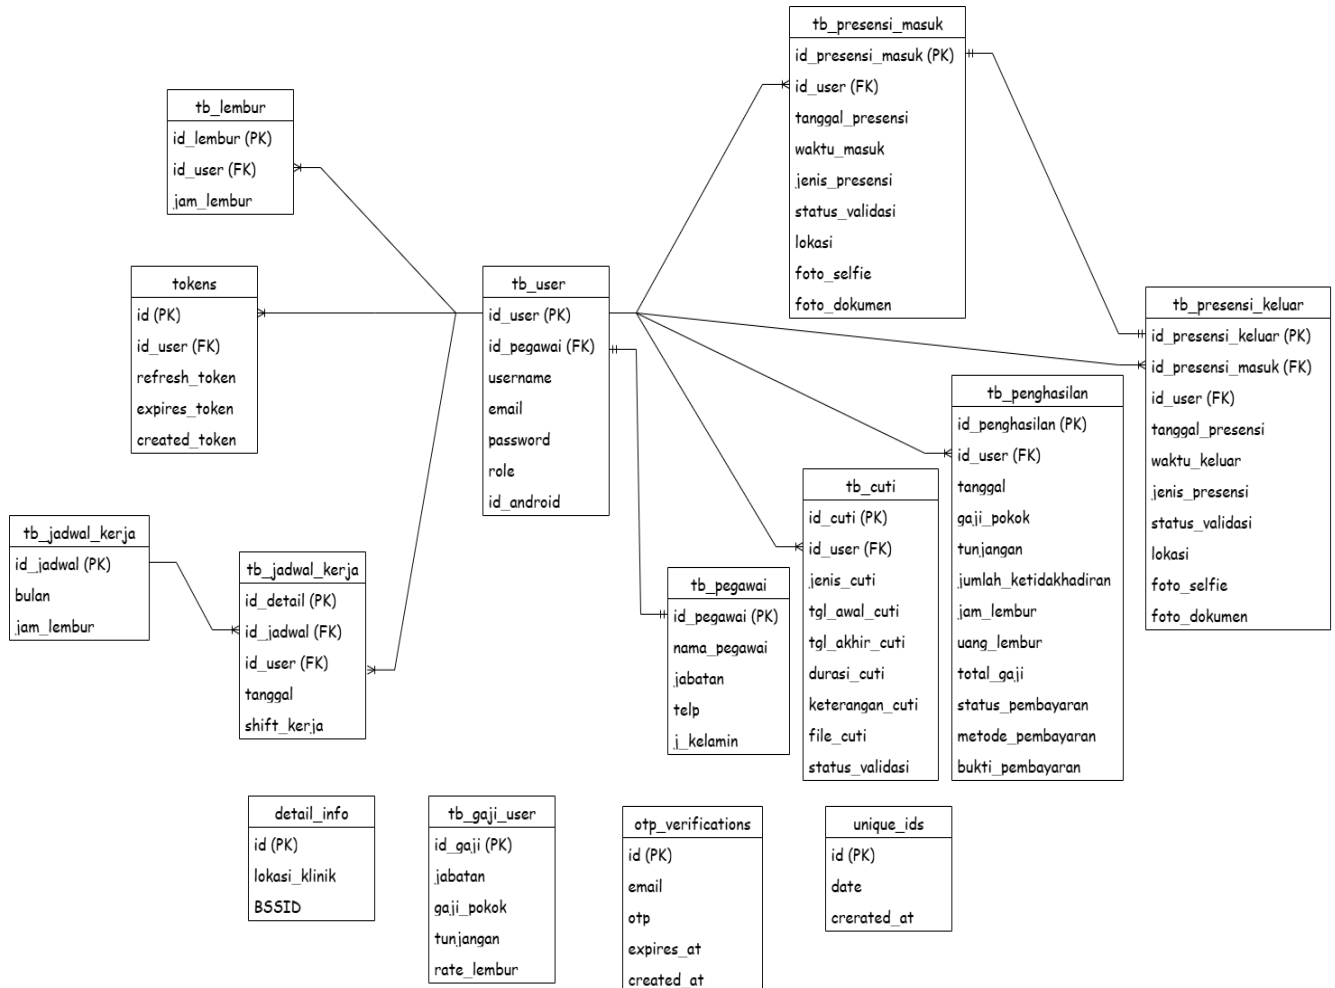 tb_presensi_masuk
id_presensi_masuk (PK)
id_user (FK)
tanggal_presensi
waktu_masuk
jenis_presensi
status_validasi
lokasi
foto_selfie
foto_dokumen
tb_lembur
id_lembur (PK)
id_user (FK)
jam_lembur
tokens
id (PK)
id_user (FK)
refresh_token
expires_token
created_token
tb_user
id_user (PK)
id_pegawai (FK)
username
email
password
role
id_android
tb_presensi_keluar
id_presensi_keluar (PK)
id_presensi_masuk (FK)
id_user (FK)
tanggal_presensi
waktu_keluar
jenis_presensi
status_validasi
lokasi
foto_selfie
foto_dokumen
tb_penghasilan
id_penghasilan (PK)
id_user (FK)
tanggal
gaji_pokok
tunjangan
jumlah_ketidakhadiran
jam_lembur
uang_lembur
total_gaji
status_pembayaran
metode_pembayaran
bukti_pembayaran
tb_cuti
id_cuti (PK)
id_user (FK)
jenis_cuti
tgl_awal_cuti
tgl_akhir_cuti
durasi_cuti
keterangan_cuti
file_cuti
status_validasi
tb_jadwal_kerja
id_jadwal (PK)
bulan
jam_lembur
tb_jadwal_kerja
id_detail (PK)
id_jadwal (FK)
id_user (FK)
tanggal
shift_kerja
tb_pegawai
id_pegawai (PK)
nama_pegawai
jabatan
telp
j_kelamin
detail_info
id (PK)
lokasi_klinik
BSSID
tb_gaji_user
id_gaji (PK)
jabatan
gaji_pokok
tunjangan
rate_lembur
otp_verifications
id (PK)
email
otp
expires_at
created_at
unique_ids
id (PK)
date
crerated_at